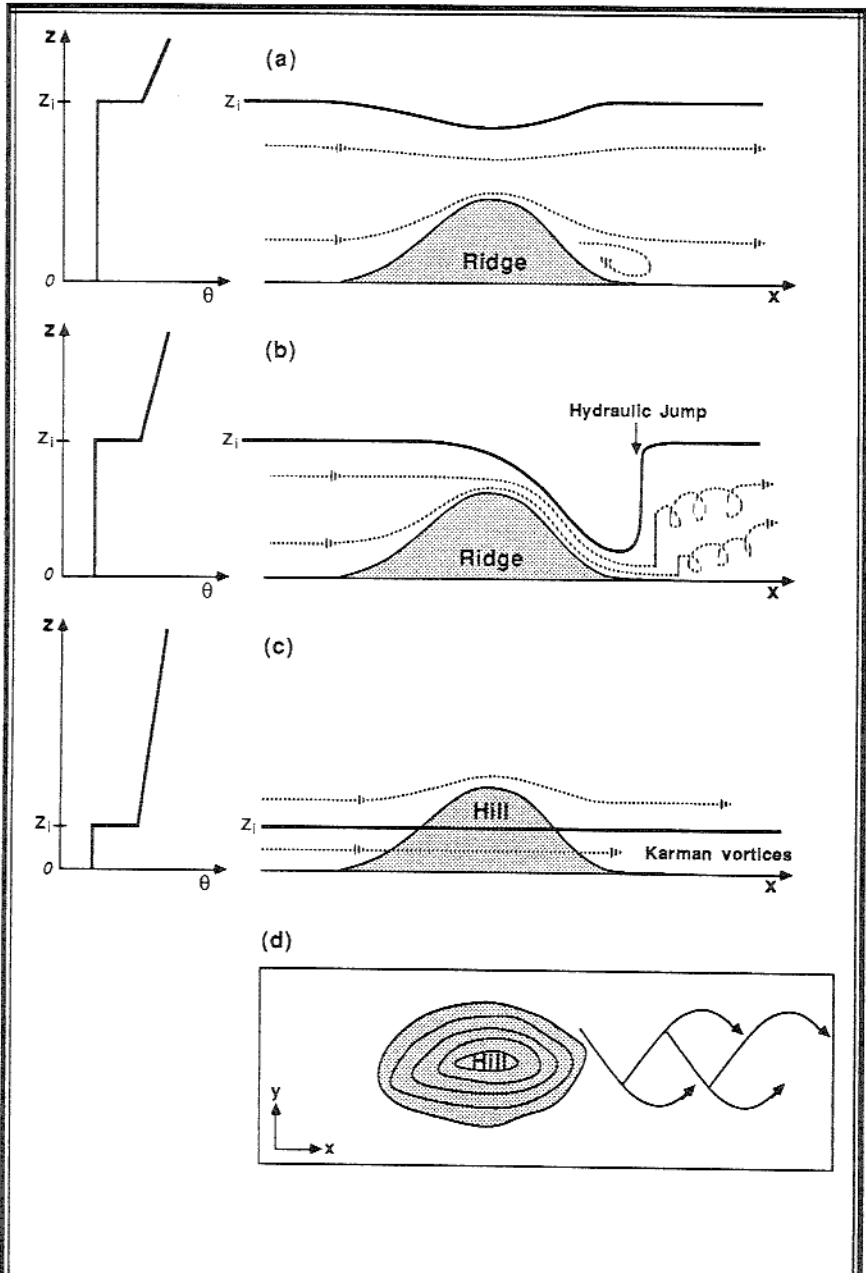 (a)
z
Zi
0
θ
Zi
Ridge
x
(b)
z
Zi
0
θ
Zi
Hydraulic Jump
Ridge
x
(c)
z
Zi
0
θ
Zi
Hill
Karman vortices
x
(d)
Hill
y
x